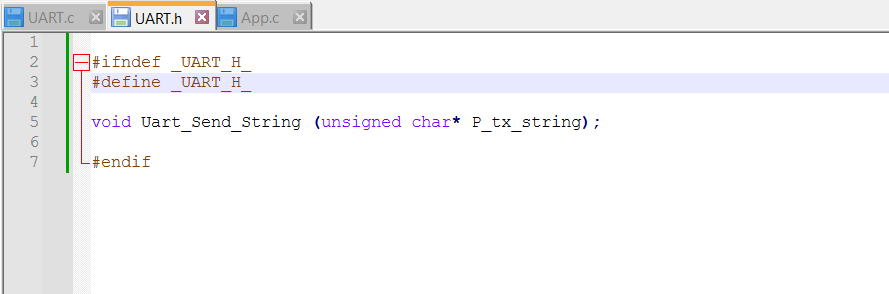 UART.c UART.h App.c
1
2 #ifndef _UART_H_
3 #define _UART_H_
4
5 void Uart_Send_String (unsigned char* P_tx_string);
6
7 #endif